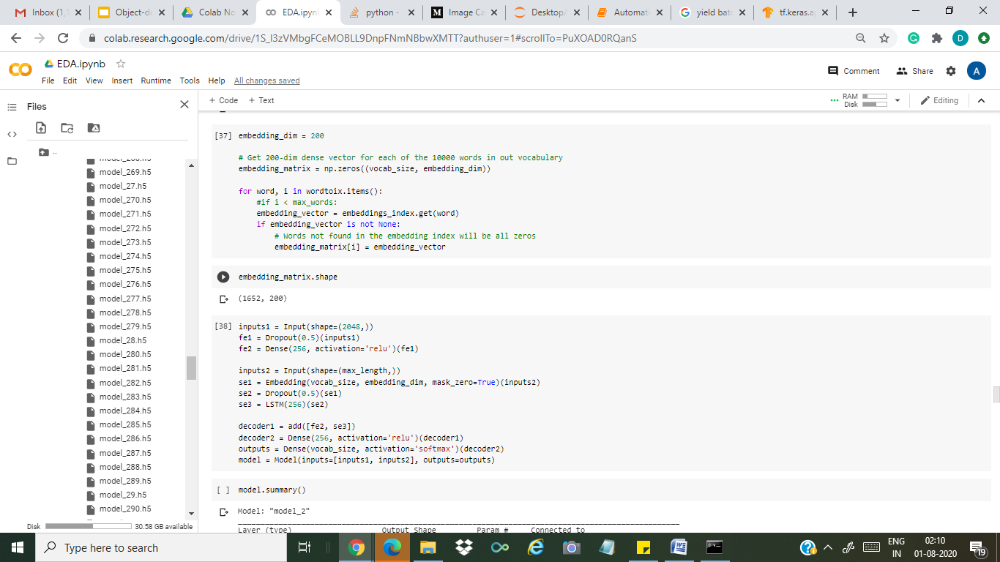 Inbox (1,
Object-de
Colab No
EDA.ipyn
python -
Image Ca
Desktop/
Automat
yield bat
tf.keras.a
colab.research.google.com/drive/1S_l3zVMbgFCeMOBLL9DnpFNmNBbwXMTT?authuser=1#scrollTo=PuXOAD0RQanS
EDA.ipynb
File Edit View Insert Runtime Tools Help All changes saved
Comment Share A
Files
+ Code + Text
RAM
Disk
Editing
..
model_268.h5
model_269.h5
model_27.h5
model_270.h5
model_271.h5
model_272.h5
model_273.h5
model_274.h5
model_275.h5
model_276.h5
model_277.h5
model_278.h5
model_279.h5
model_28.h5
model_280.h5
model_281.h5
model_282.h5
model_283.h5
model_284.h5
model_285.h5
model_286.h5
model_287.h5
model_288.h5
model_289.h5
model_29.h5
model_290.h5
Disk 30.58 GB available
[37] embedding_dim = 200
# Get 200-dim dense vector for each of the 10000 words in out vocabulary
embedding_matrix = np.zeros((vocab_size, embedding_dim))
for word, i in wordtoix.items():
#if i < max_words:
embedding_vector = embeddings_index.get(word)
if embedding_vector is not None:
# Words not found in the embedding index will be all zeros
embedding_matrix[i] = embedding_vector
embedding_matrix.shape
(1652, 200)
[38] inputs1 = Input(shape=(2048,))
fe1 = Dropout(0.5)(inputs1)
fe2 = Dense(256, activation='relu')(fe1)
inputs2 = Input(shape=(max_length,))
se1 = Embedding(vocab_size, embedding_dim, mask_zero=True)(inputs2)
se2 = Dropout(0.5)(se1)
se3 = LSTM(256)(se2)
decoder1 = add([fe2, se3])
decoder2 = Dense(256, activation='relu')(decoder1)
outputs = Dense(vocab_size, activation='softmax')(decoder2)
model = Model(inputs=[inputs1, inputs2], outputs=outputs)
[ ] model.summary()
Model: "model_2"
Layer (type) Output Shape Param # Connected to
Type here to search
ENG
IN
02:10
01-08-2020
19